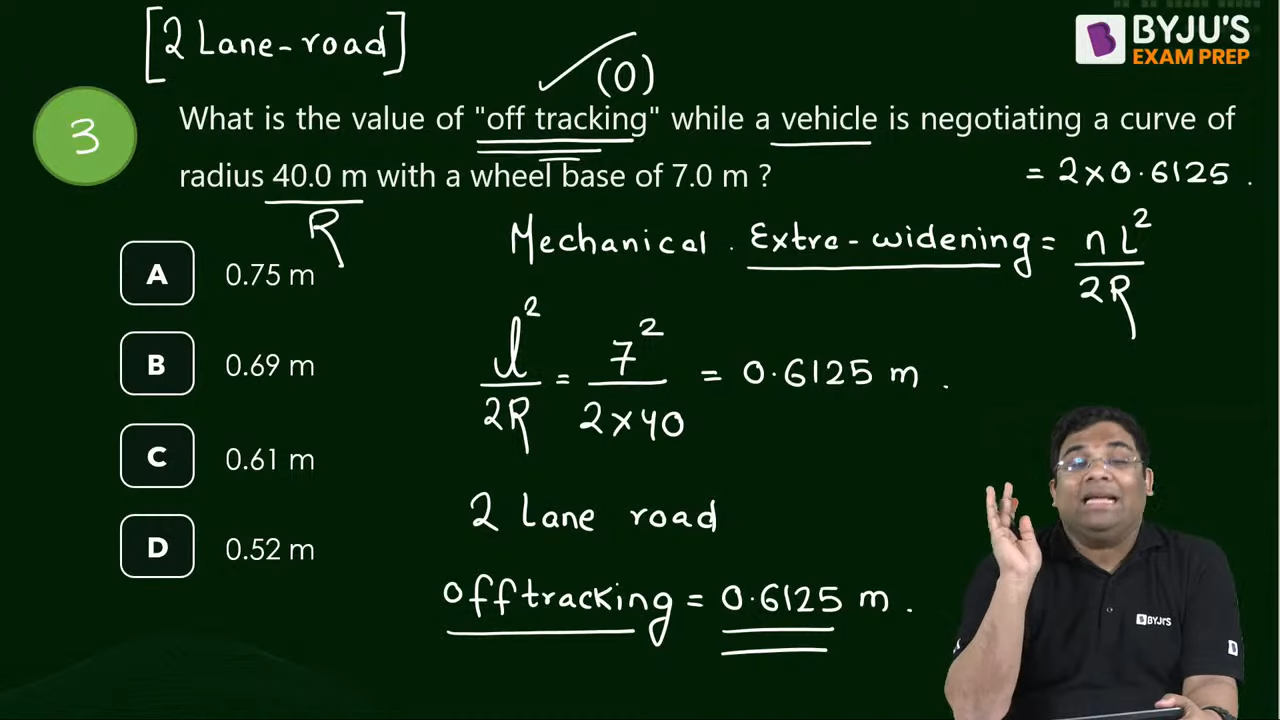 [2 Lane-road]
BYJU'S
EXAM PREP
(0)
3
What is the value of "off tracking" while a vehicle is negotiating a curve of
radius 40.0 m with a wheel base of 7.0 m ?
= 2×0.6125 .
R
Mechanical . Extra-widening = nL²/2R
A 0.75 m
B 0.69 m
C 0.61 m
D 0.52 m
l²/2R = 7²/2×40 = 0.6125 m .
2 Lane road
offtracking = 0.6125 m .
BYJU'S